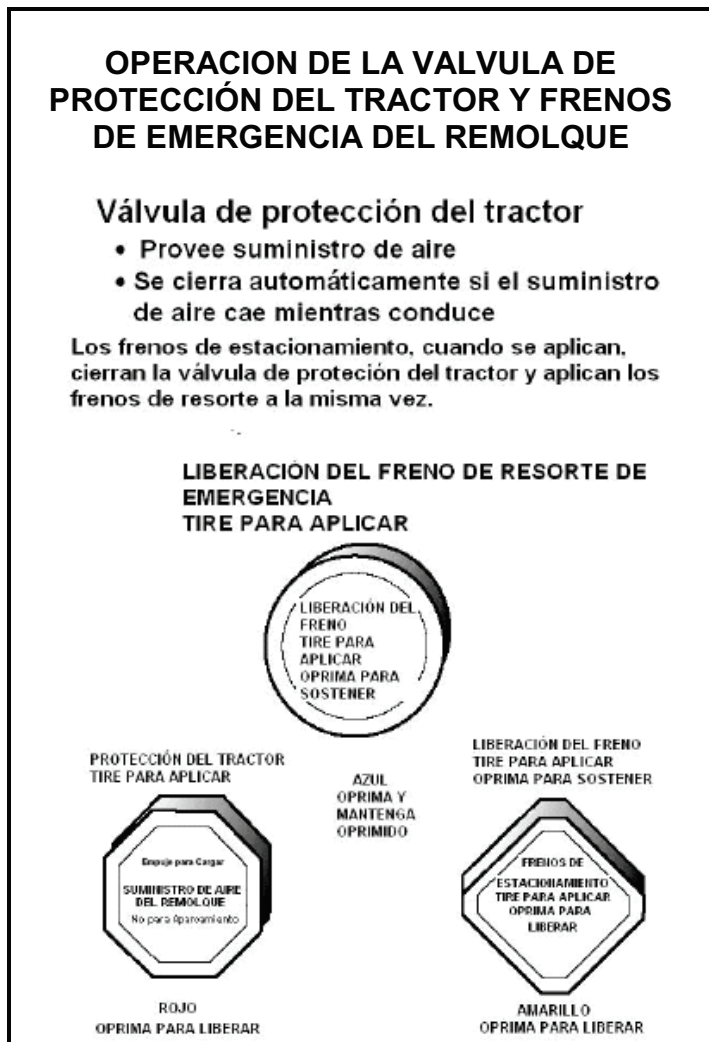 OPERACION DE LA VALVULA DE
PROTECCIÓN DEL TRACTOR Y FRENOS
DE EMERGENCIA DEL REMOLQUE
Válvula de protección del tractor
• Provee suministro de aire
• Se cierra automáticamente si el suministro
de aire cae mientras conduce
Los frenos de estacionamiento, cuando se aplican,
cierran la válvula de proteción del tractor y aplican los
frenos de resorte a la misma vez.
LIBERACIÓN DEL FRENO DE RESORTE DE
EMERGENCIA
TIRE PARA APLICAR
LIBERACIÓN DEL
FRENO
TIRE PARA
APLICAR
OPRIMA PARA
SOSTENER
PROTECCIÓN DEL TRACTOR
TIRE PARA APLICAR
AZUL
OPRIMA Y
MANTENGA
OPRIMIDO
LIBERACIÓN DEL FRENO
TIRE PARA APLICAR
OPRIMA PARA SOSTENER
Empuje para Cargar
SUMINISTRO DE AIRE
DEL REMOLQUE
No para Apareamiento
FRENOS DE
ESTACIONAMIENTO
TIRE PARA APLICAR
OPRIMA PARA
LIBERAR
ROJO
OPRIMA PARA LIBERAR
AMARILLO
OPRIMA PARA LIBERAR